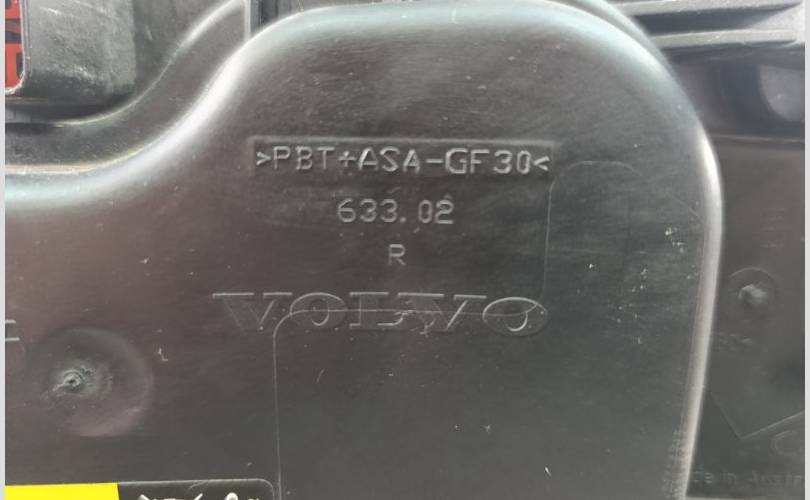 >PBT+ASA-GF30<
633.02
R
VOLVO